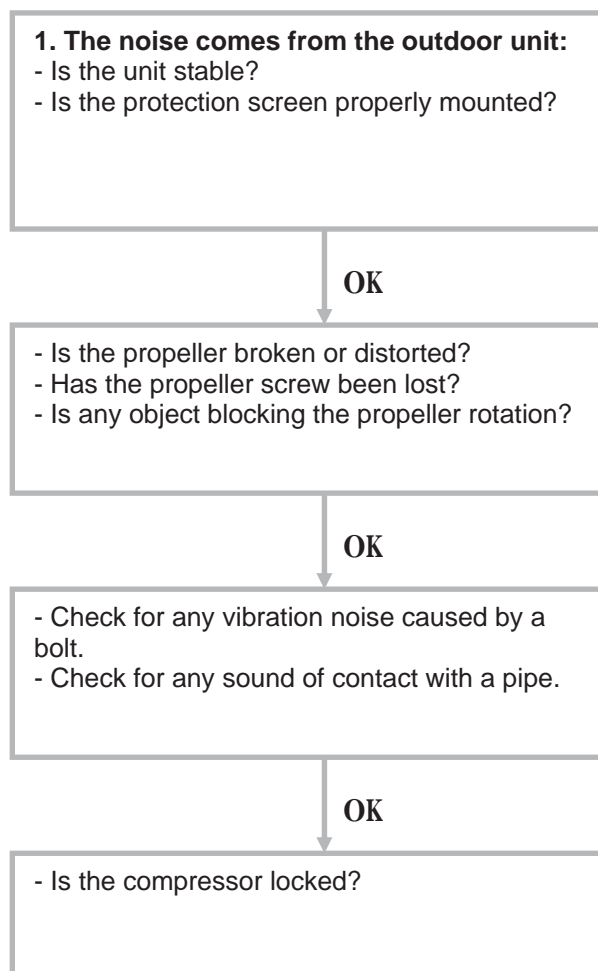 1. The noise comes from the outdoor unit:
- Is the unit stable?
- Is the protection screen properly mounted?
OK
- Is the propeller broken or distorted?
- Has the propeller screw been lost?
- Is any object blocking the propeller rotation?
OK
- Check for any vibration noise caused by a
bolt.
- Check for any sound of contact with a pipe.
OK
- Is the compressor locked?